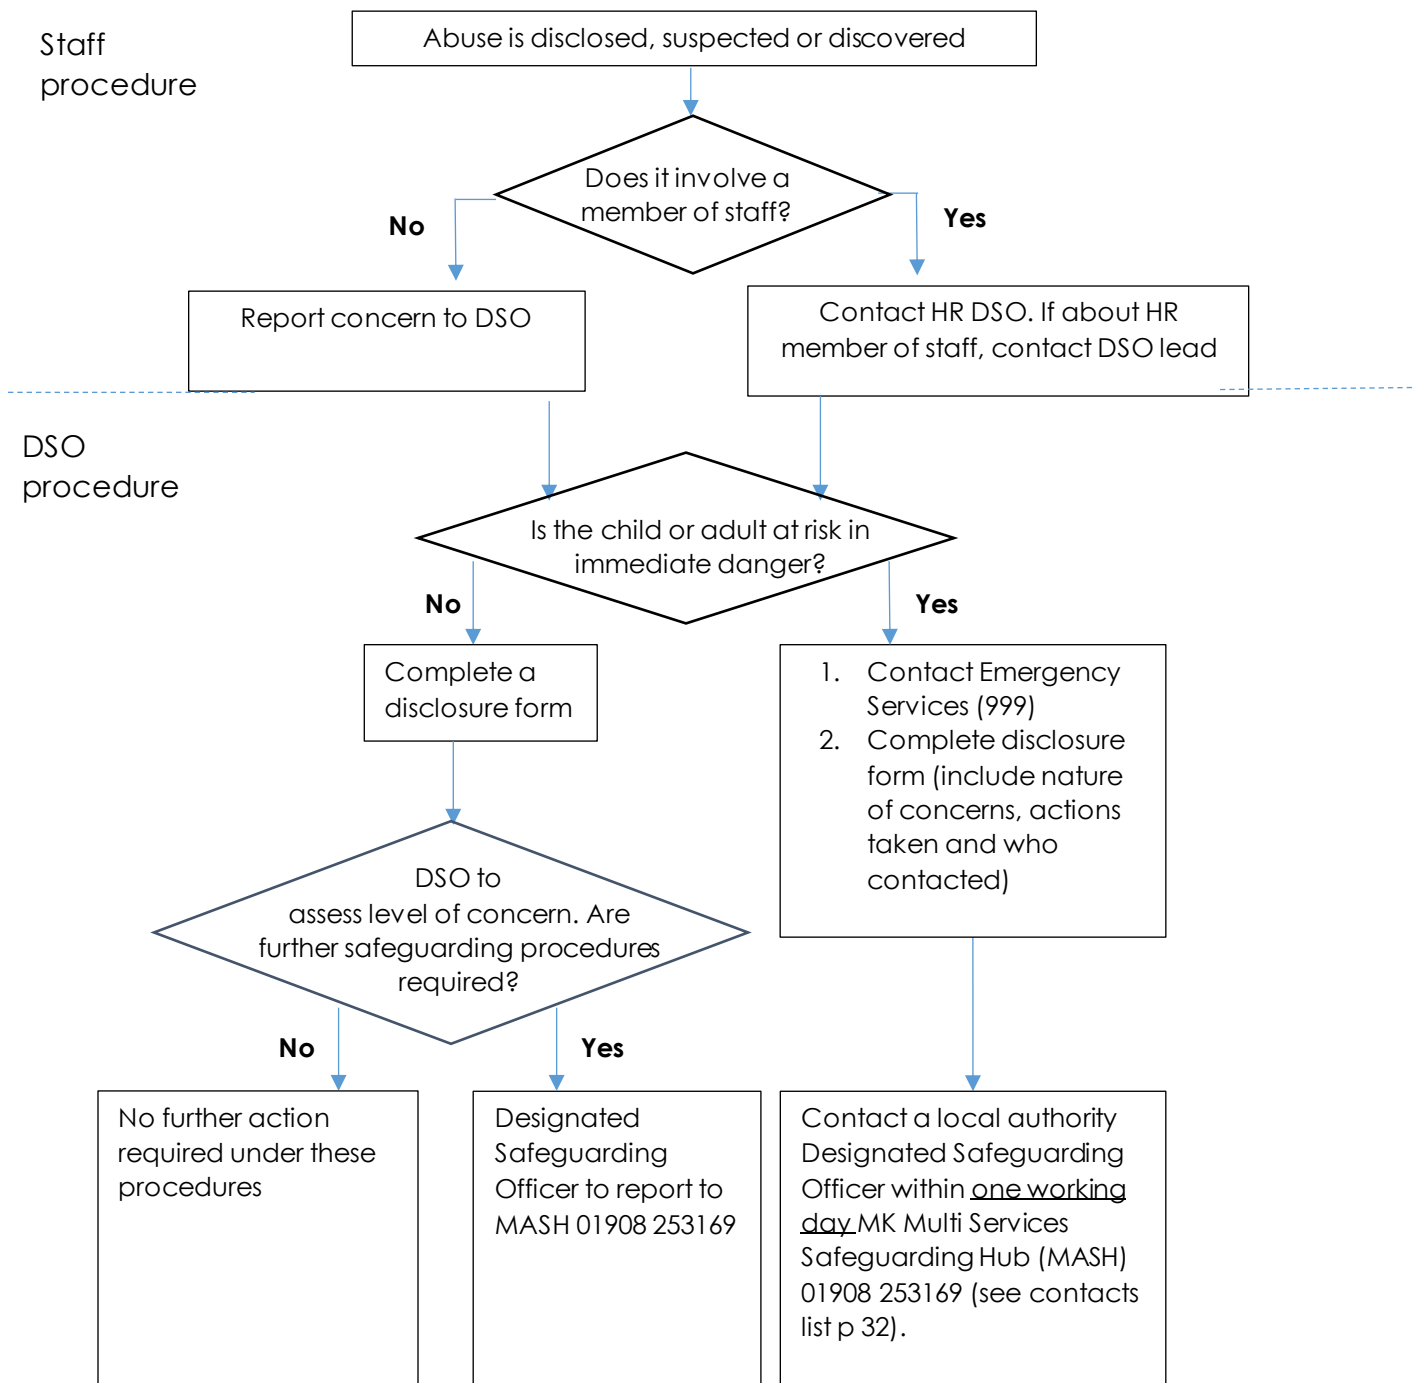 Staff
procedure
Abuse is disclosed, suspected or discovered
Does it involve a
member of staff?
No
Yes
Report concern to DSO
Contact HR DSO. If about HR
member of staff, contact DSO lead
DSO
procedure
Is the child or adult at risk in
immediate danger?
No
Yes
Complete a
disclosure form
1. Contact Emergency
Services (999)
2. Complete disclosure
form (include nature
of concerns, actions
taken and who
contacted)
DSO to
assess level of concern. Are
further safeguarding procedures
required?
No
Yes
No further action
required under these
procedures
Designated
Safeguarding
Officer to report to
MASH 01908 253169
Contact a local authority
Designated Safeguarding
Officer within one working
day MK Multi Services
Safeguarding Hub (MASH)
01908 253169 (see contacts
list p 32).